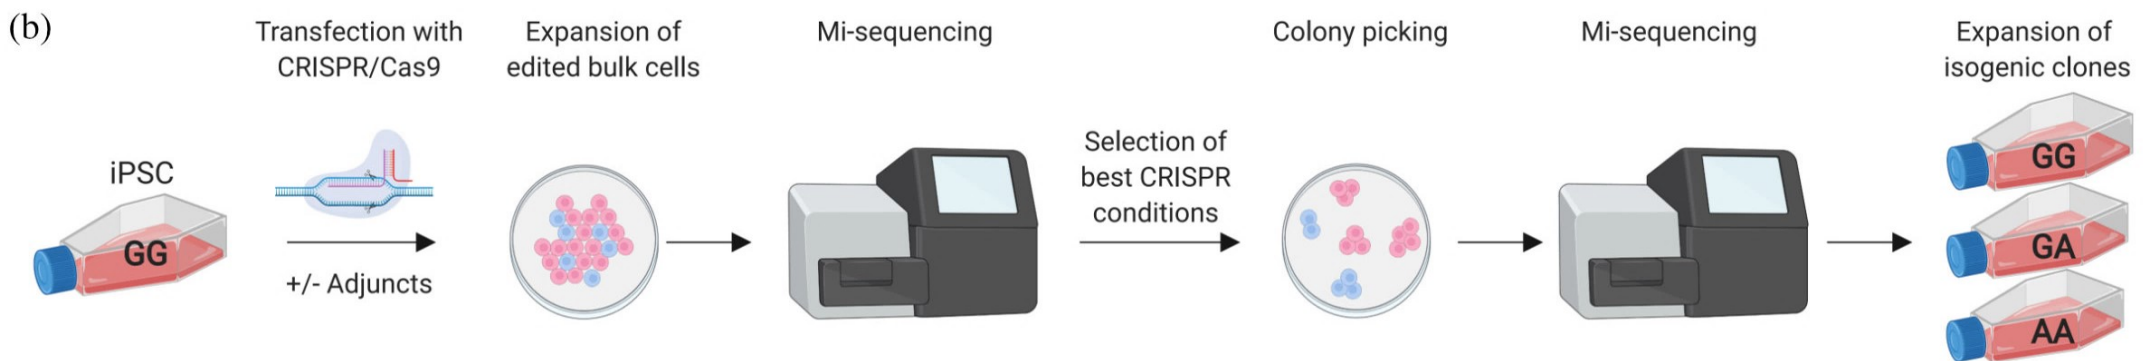 (b)
Transfection with
CRISPR/Cas9
Expansion of
edited bulk cells
Mi-sequencing
Colony picking
Mi-sequencing
Expansion of
isogenic clones
iPSC
GG
+/- Adjuncts
Selection of
best CRISPR
conditions
GG
GA
AA